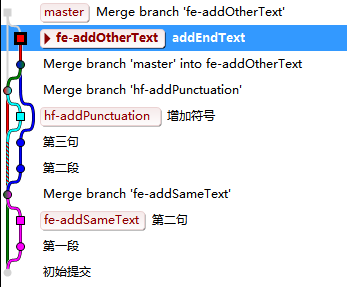 master Merge branch 'fe-addOtherText'
fe-addOtherText addEndText
Merge branch 'master' into fe-addOtherText
Merge branch 'hf-addPunctuation'
hf-addPunctuation 增加符号
第三句
第二段
Merge branch 'fe-addSameText'
fe-addSameText 第二句
第一段
初始提交